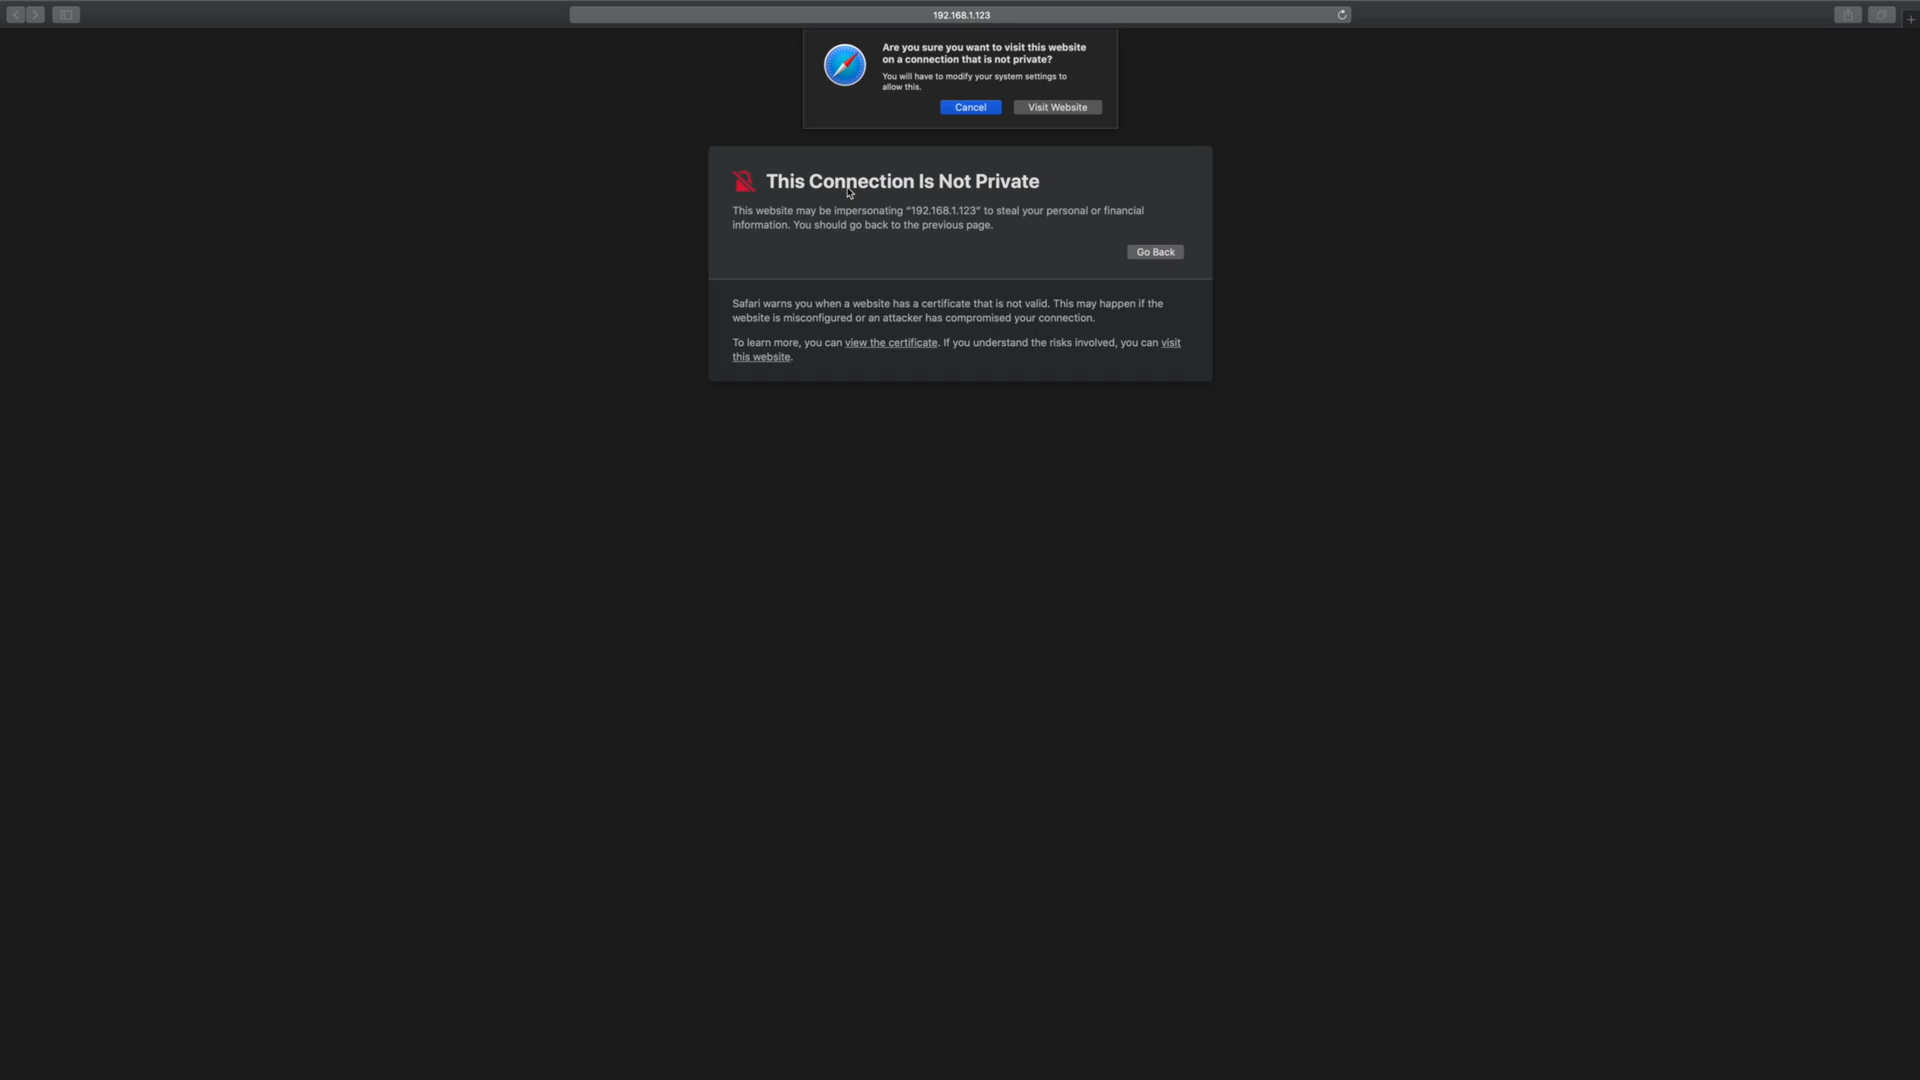 192.168.1.123
Are you sure you want to visit this website
on a connection that is not private?
You will have to modify your system settings to
allow this.
Cancel
Visit Website
This Connection Is Not Private
This website may be impersonating “192.168.1.123” to steal your personal or financial
information. You should go back to the previous page.
Go Back
Safari warns you when a website has a certificate that is not valid. This may happen if the
website is misconfigured or an attacker has compromised your connection.
To learn more, you can view the certificate. If you understand the risks involved, you can visit
this website.